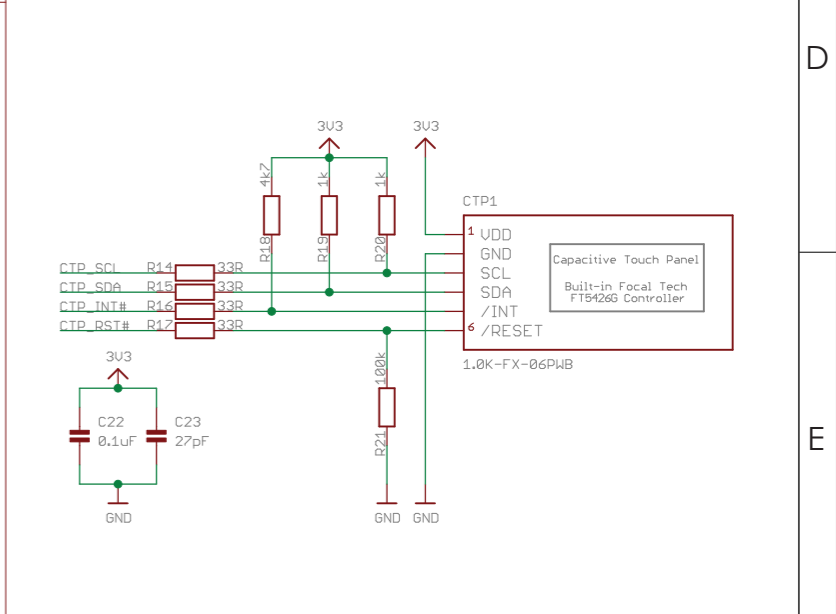 D
3V3
3V3
4k7
1k
1k
CTP1
R18
R19
R20
1 VDD
GND
SCL
SDA
/INT
6 /RESET
Capacitive Touch Panel
Built-in Focal Tech
FT5426G Controller
CTP_SCL R14 33R
CTP_SDA R15 33R
CTP_INT# R16 33R
CTP_RST# R17 33R
3V3
100k
1.0K-FX-06PWB
C22
0.1uF
C23
27pF
R21
E
GND
GND
GND